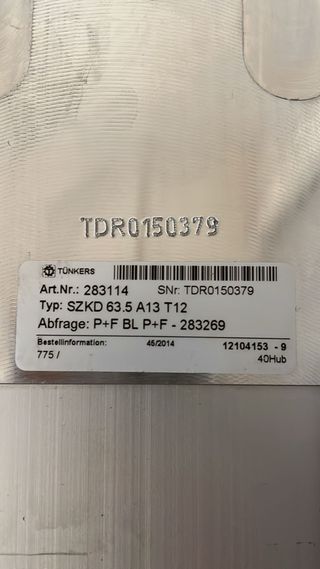 TDR0150379
TÜNKERS
Art.Nr.: 283114 SNr: TDR0150379
Typ: SZKD 63.5 A13 T12
Abfrage: P+F BL P+F - 283269
Bestellinformation: 45/2014 12104153 - 9
775 / 40Hub